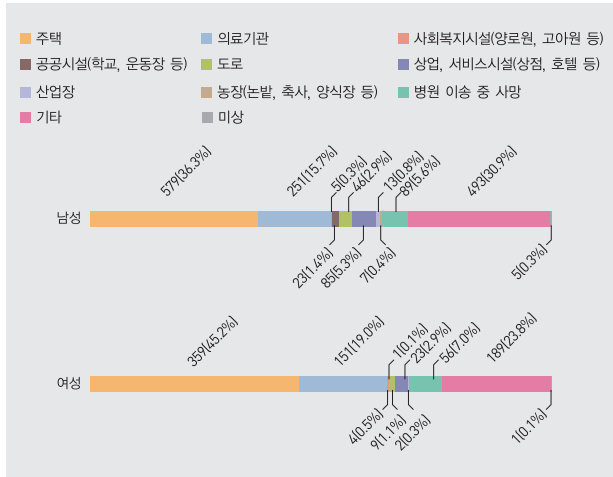 주택 의료기관 사회복지시설(양로원, 고아원 등)
공공시설(학교, 운동장 등) 도로 상업, 서비스시설(상점, 호텔 등)
산업장 농장(논밭, 축사, 양식장 등) 병원 이송 중 사망
기타 미상
579(36.3%) 251(15.7%) 5(0.3%) 46(2.9%) 13(0.8%) 89(5.6%) 493(30.9%)
남성
23(1.4%) 85(5.3%) 7(0.4%) 5(0.3%)
359(45.2%) 151(19.0%) 1(0.1%) 23(2.9%) 56(7.0%) 189(23.8%)
여성
4(0.5%) 9(1.1%) 2(0.3%) 1(0.1%)